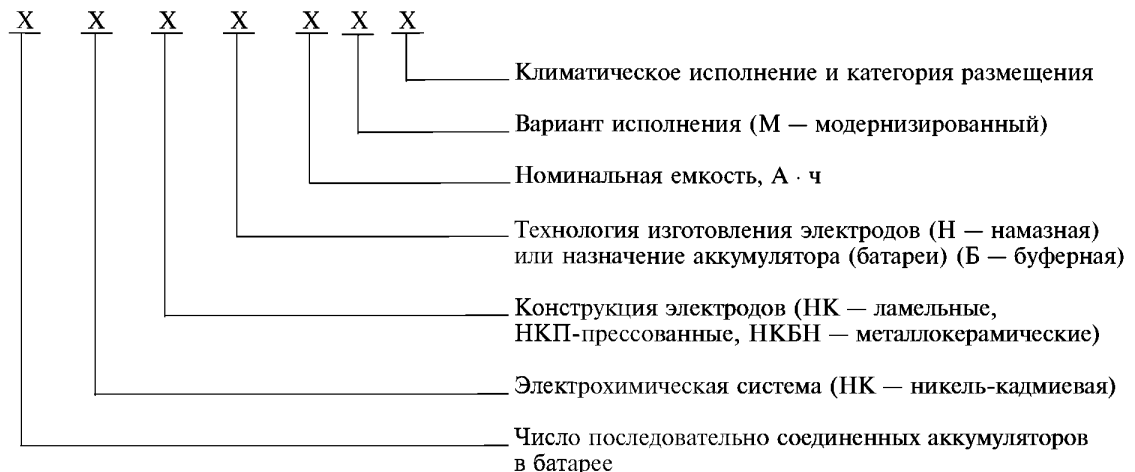 X X X X X X X
Климатическое исполнение и категория размещения
Вариант исполнения (М — модернизированный)
Номинальная емкость, А · ч
Технология изготовления электродов (Н — намазная)
или назначение аккумулятора (батареи) (Б — буферная)
Конструкция электродов (НК — ламельные,
НКП-прессованные, НКБН — металлокерамические)
Электрохимическая система (НК — никель-кадмиевая)
Число последовательно соединенных аккумуляторов
в батарее